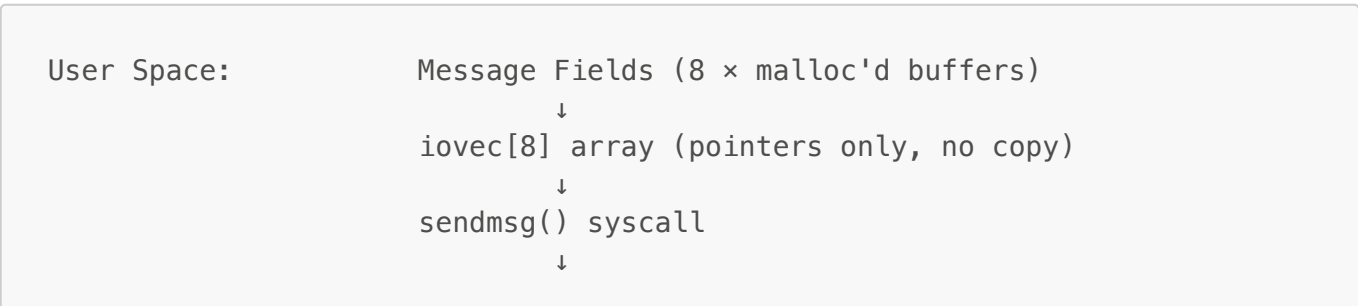 User Space: Message Fields (8 × malloc'd buffers)
↓
iovec[8] array (pointers only, no copy)
↓
sendmsg() syscall
↓